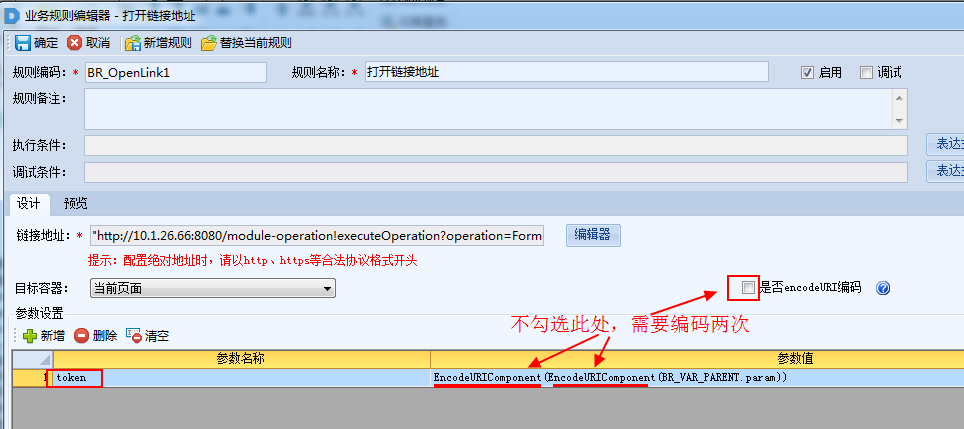 业务规则编辑器 - 打开链接地址
确定 取消 新增规则 替换当前规则
规则编码：* BR_OpenLink1 规则名称：* 打开链接地址 启用 调试
规则备注：
执行条件： 表达
调试条件： 表达
设计 预览
链接地址：* "http://10.1.26.66:8080/module-operation!executeOperation?operation=Form 编辑器
提示：配置绝对地址时，请以http、https等合法协议格式开头
目标容器： 当前页面 是否encodeURI编码
参数设置
不勾选此处，需要编码两次
新增 删除 清空
参数名称 参数值
1 token EncodeURIComponent(EncodeURIComponent(BR_VAR_PARENT.param))